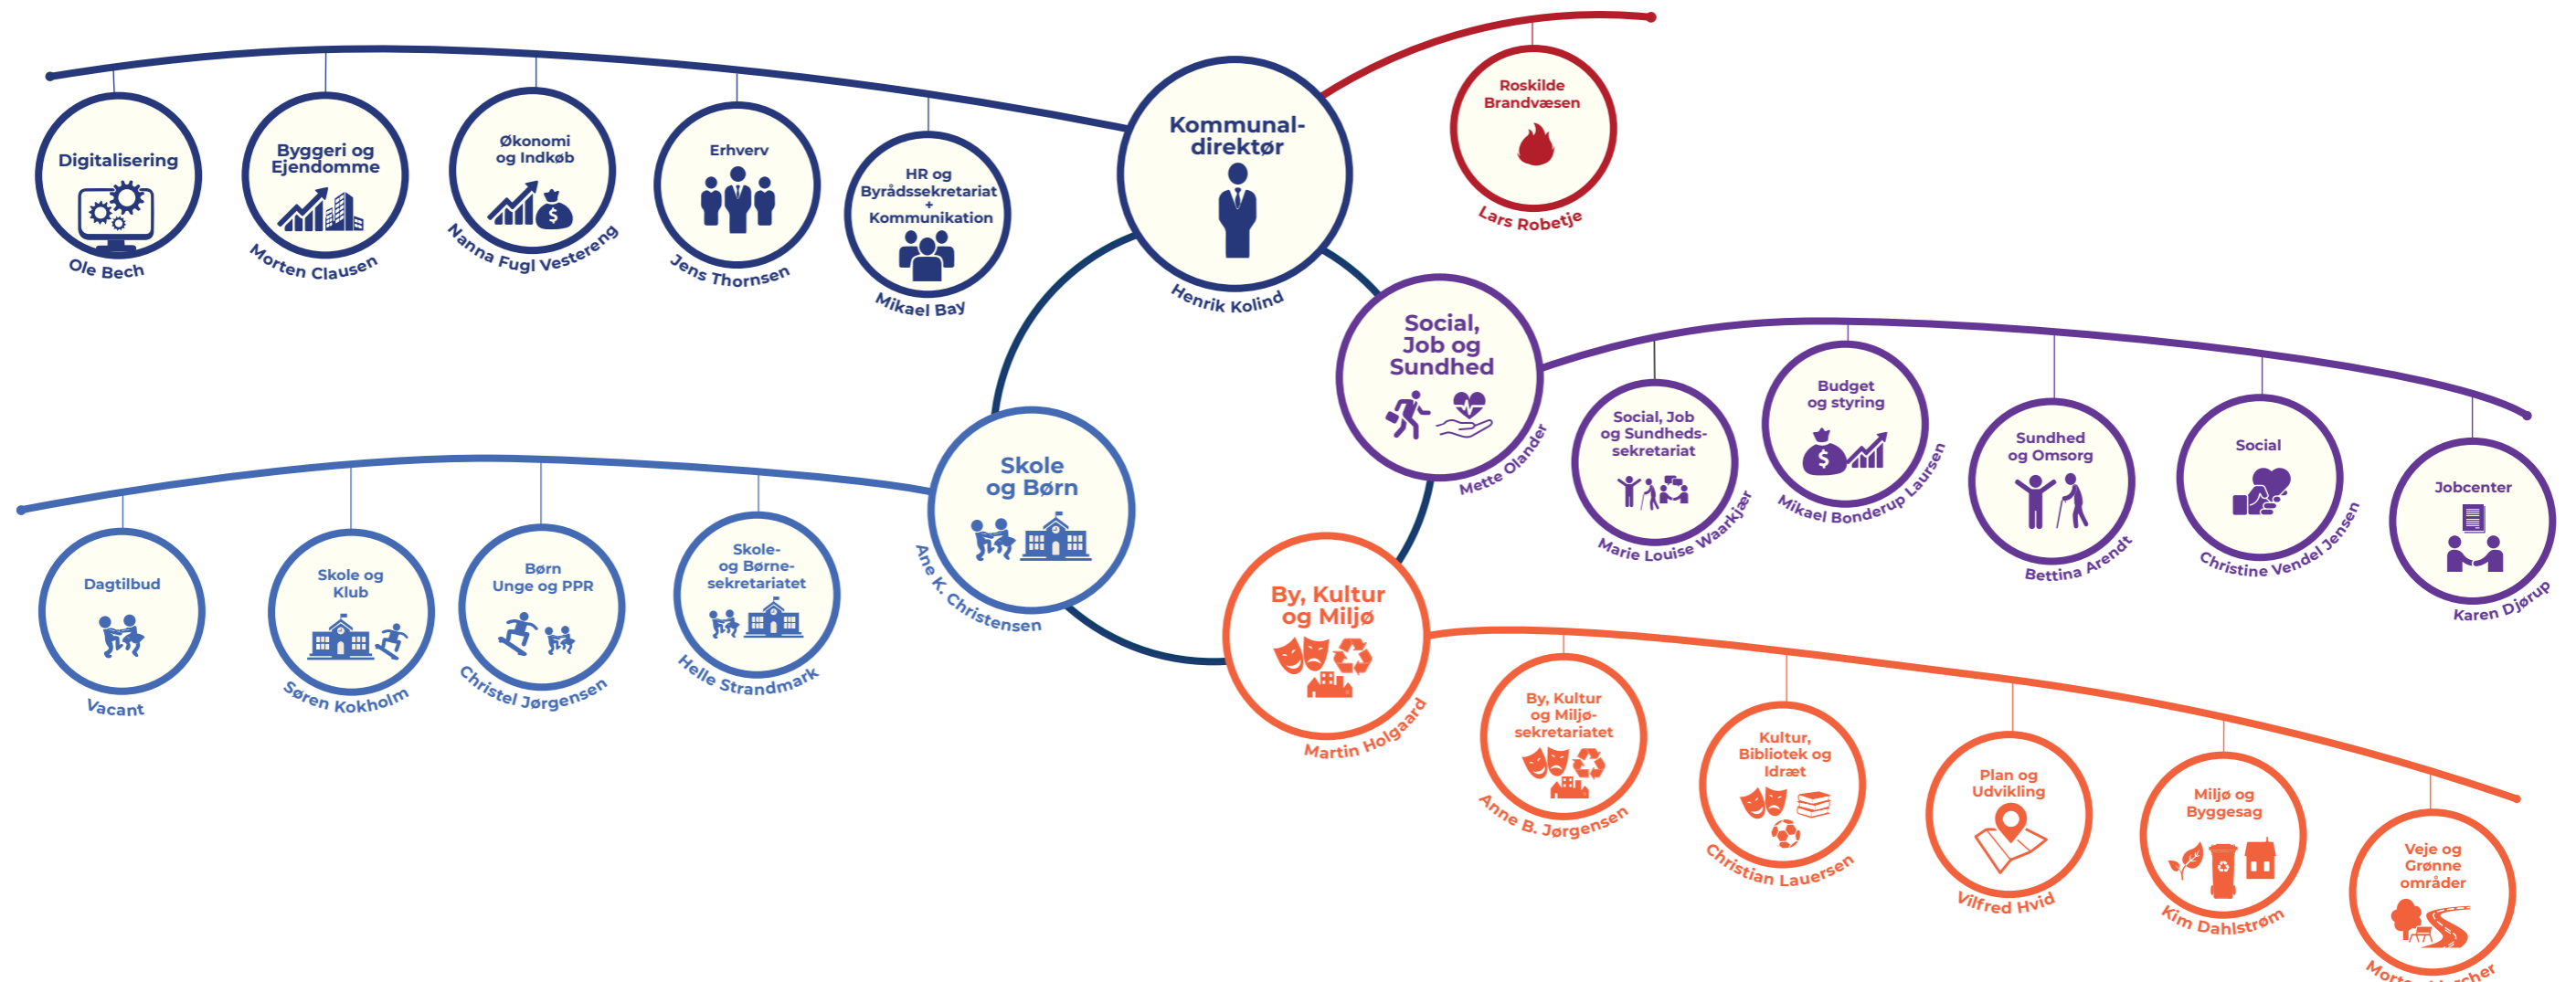 Digitalisering
Ole Bech
Byggeri og
Ejendomme
Morten Clausen
Økonomi
og Indkøb
Nanna Fugl Vestereng
Erhverv
Jens Thornsen
HR og
Byrådssekretariat
+
Kommunikation
Mikael Bay
Kommunal-
direktør
Henrik Kolind
Roskilde
Brandvæsen
Lars Robetje
Social,
Job og
Sundhed
Mette Olander
Social, Job
og Sundheds-
sekretariat
Marie Louise Waarkjær
Budget
og styring
Mikael Bonderup Laursen
Sundhed
og Omsorg
Bettina Arendt
Social
Christine Vendel Jensen
Jobcenter
Karen Djørup
Skole
og Børn
Ane K. Christensen
Dagtilbud
Vacant
Skole og
Klub
Søren Kokholm
Børn
Unge og PPR
Christel Jørgensen
Skole-
og Børne-
sekretariatet
Helle Strandmark
By, Kultur
og Miljø
Martin Holgaard
By, Kultur
og Miljø-
sekretariatet
Anne B. Jørgensen
Kultur,
Bibliotek og
Idræt
Christian Lauersen
Plan og
Udvikling
Vilfred Hvid
Miljø og
Byggesag
Kim Dahlstrøm
Veje og
Grønne
områder